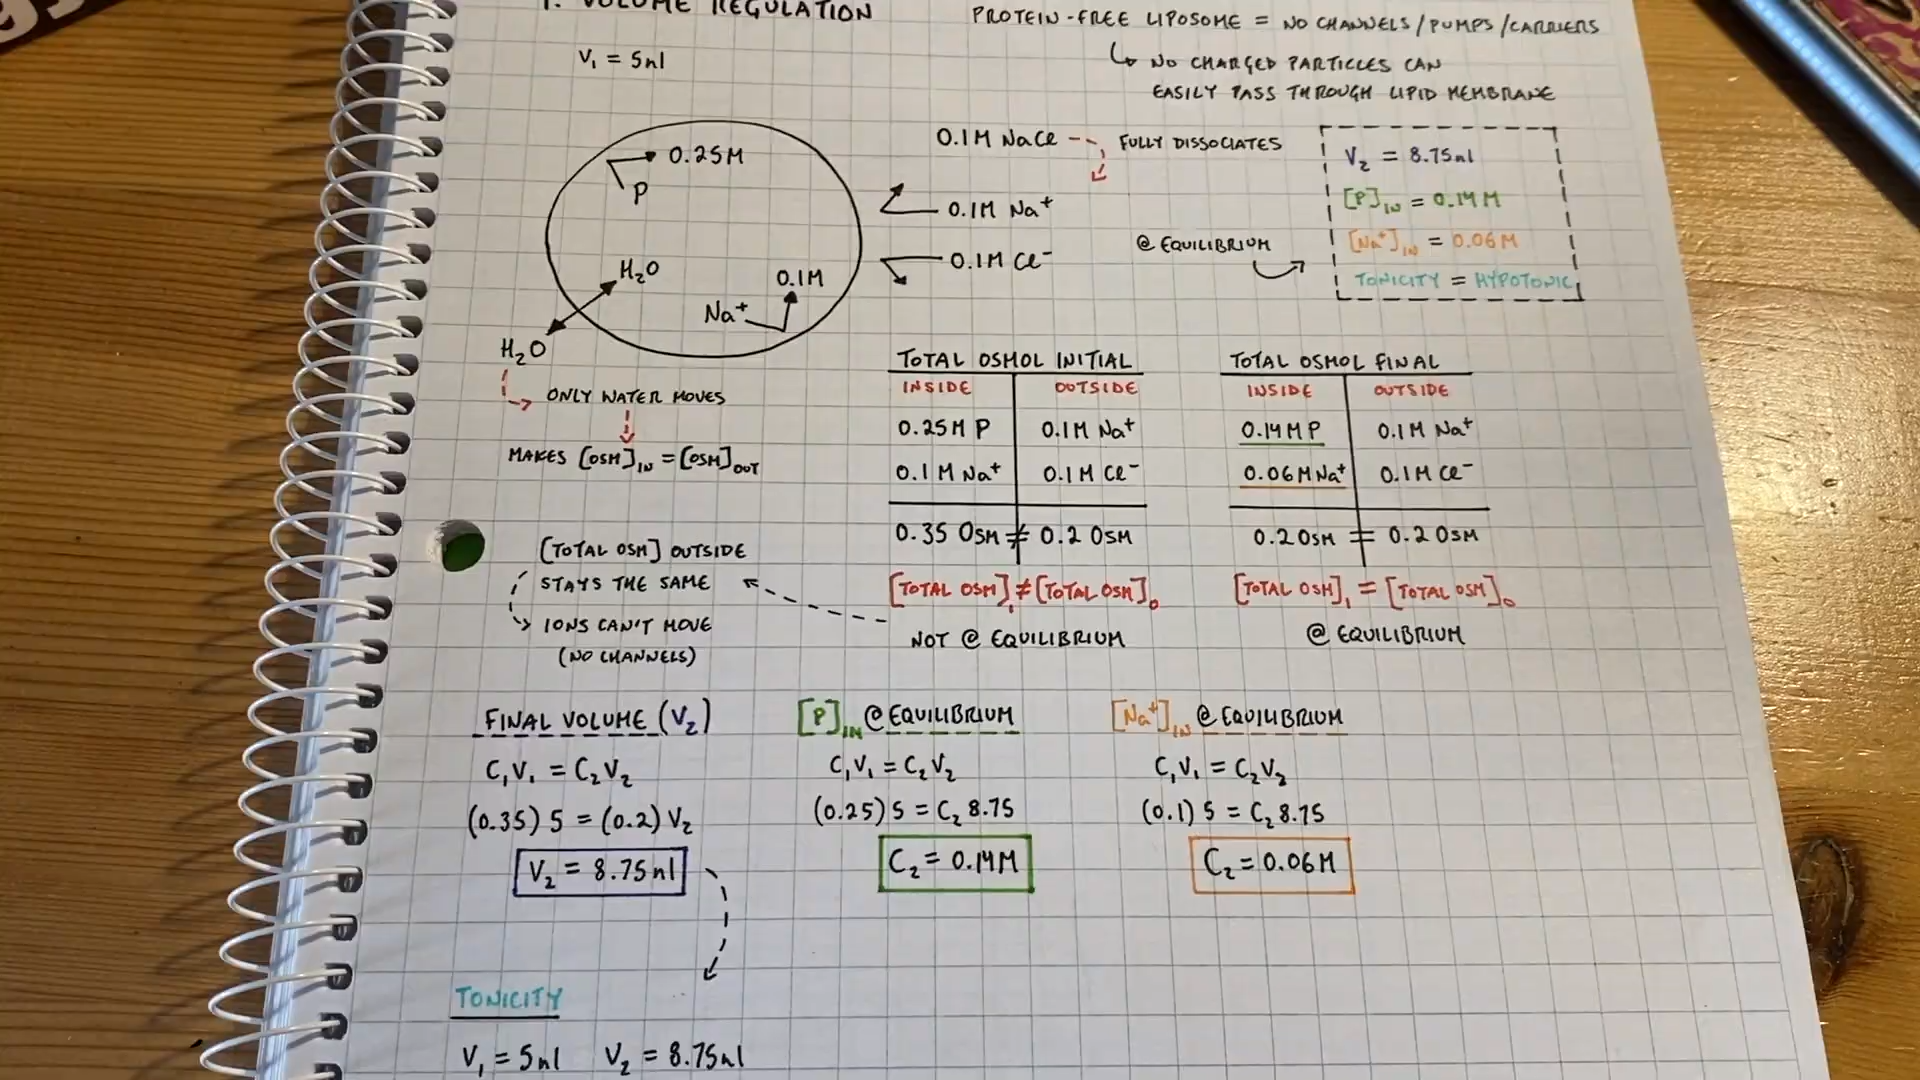 1. VOLUME REGULATION
PROTEIN-FREE LIPOSOME = NO CHANNELS/PUMPS/CARRIERS
↳ NO CHARGED PARTICLES CAN
EASILY PASS THROUGH LIPID MEMBRANE
V₁ = 5nl
0.25M
P
H₂O
H₂O
0.1M
Na⁺
0.1M NaCl
FULLY DISSOCIATES
0.1M Na⁺
0.1M Cl⁻
@ EQUILIBRIUM
V₂ = 8.75nl
[P]IN = 0.14M
[Na⁺]IN = 0.06M
TONICITY = HYPOTONIC
ONLY WATER MOVES
MAKES [OSM]IN = [OSM]OUT
TOTAL OSMOL INITIAL
INSIDE OUTSIDE
0.25M P 0.1M Na⁺
0.1M Na⁺ 0.1M Cl⁻
0.35 OSM ≠ 0.2 OSM
[TOTAL OSM]₁ ≠ [TOTAL OSM]₀
NOT @ EQUILIBRIUM
TOTAL OSMOL FINAL
INSIDE OUTSIDE
0.14M P 0.1M Na⁺
0.06M Na⁺ 0.1M Cl⁻
0.2 OSM = 0.2 OSM
[TOTAL OSM]₁ = [TOTAL OSM]₀
@ EQUILIBRIUM
[TOTAL OSM] OUTSIDE
STAYS THE SAME
IONS CAN'T MOVE
(NO CHANNELS)
FINAL VOLUME (V₂)
C₁V₁ = C₂V₂
(0.35) 5 = (0.2) V₂
V₂ = 8.75nl
[P]IN @ EQUILIBRIUM
C₁V₁ = C₂V₂
(0.25) 5 = C₂ 8.75
C₂ = 0.14M
[Na⁺]IN @ EQUILIBRIUM
C₁V₁ = C₂V₂
(0.1) 5 = C₂ 8.75
C₂ = 0.06M
TONICITY
V₁ = 5nl V₂ = 8.75nl